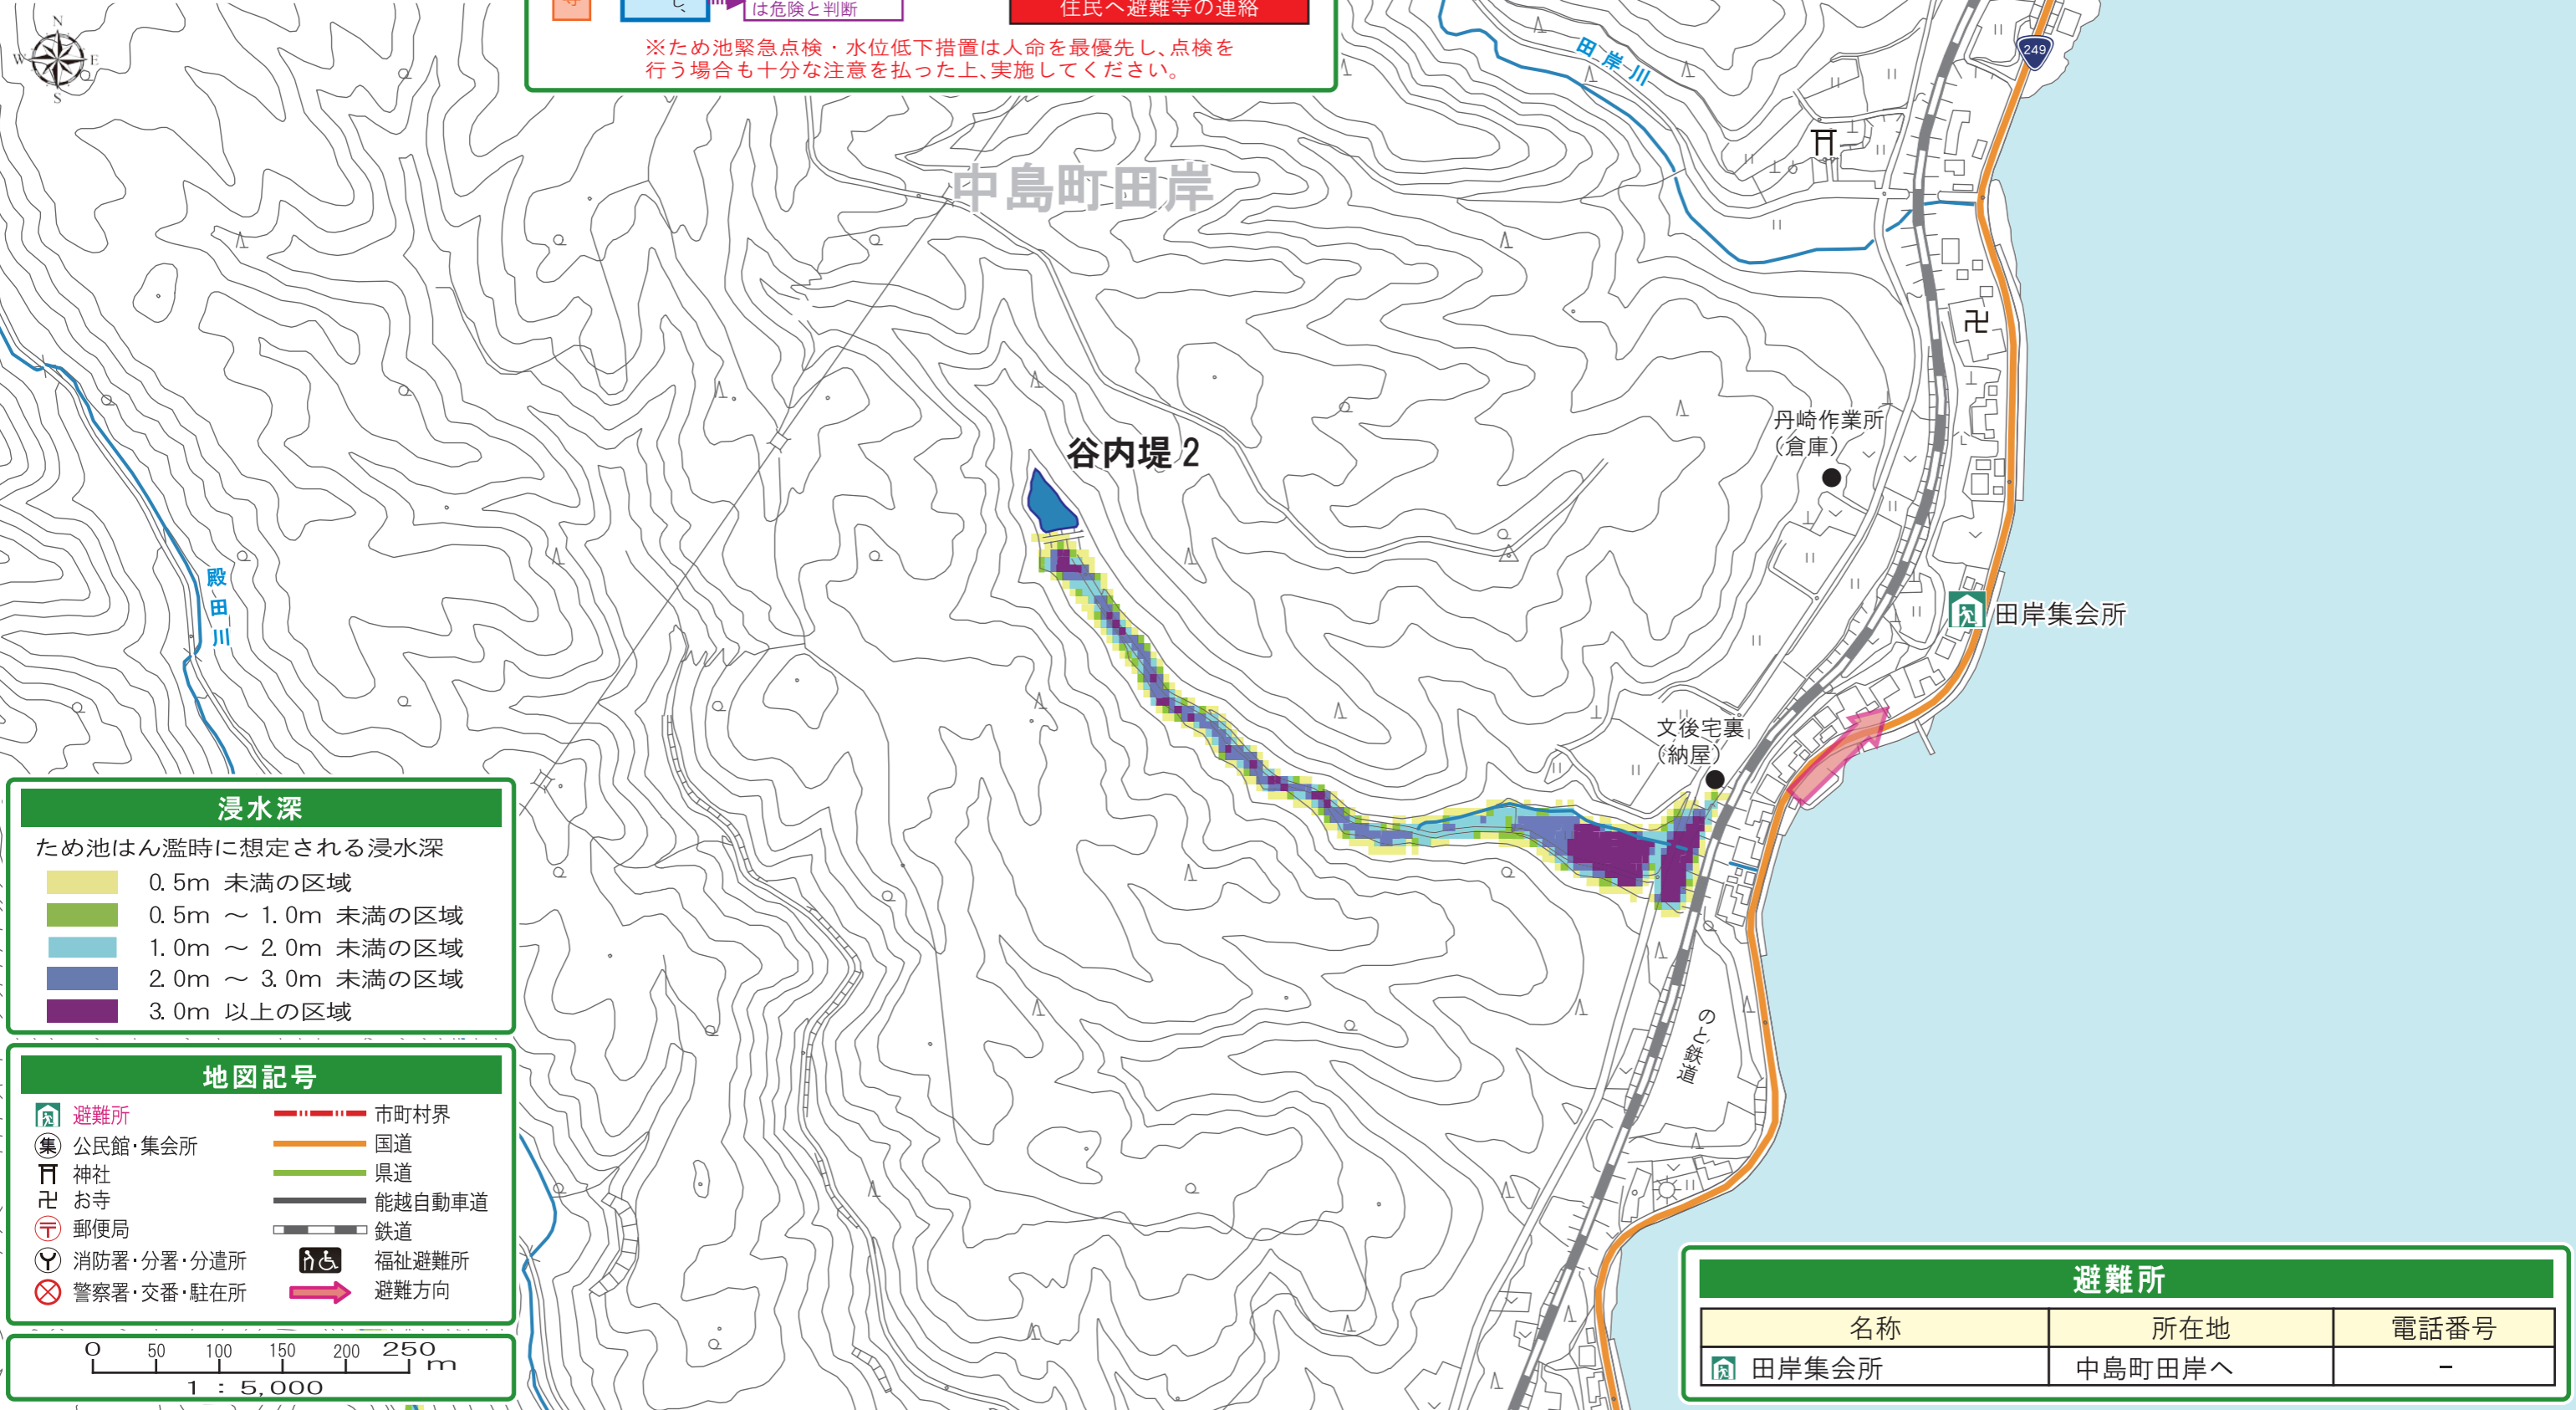 は危険と判断
住民へ避難等の連絡
※ため池緊急点検・水位低下措置は人命を最優先し、点検を
行う場合も十分な注意を払った上、実施してください。
N
W
E
S
田岸川
249
中島町田岸
谷内堤2
丹崎作業所
（倉庫）
殿田川
田岸集会所
文後宅裏
（納屋）
のと鉄道
浸水深
ため池はん濫時に想定される浸水深
0.5m 未満の区域
0.5m ～ 1.0m 未満の区域
1.0m ～ 2.0m 未満の区域
2.0m ～ 3.0m 未満の区域
3.0m 以上の区域
地図記号
避難所
集 公民館・集会所
神社
卍 お寺
〒 郵便局
消防署・分署・分遣所
警察署・交番・駐在所
市町村界
国道
県道
能越自動車道
鉄道
福祉避難所
避難方向
0 50 100 150 200 250 m
1 : 5,000
避難所
名称 所在地 電話番号
田岸集会所 中島町田岸ヘ -